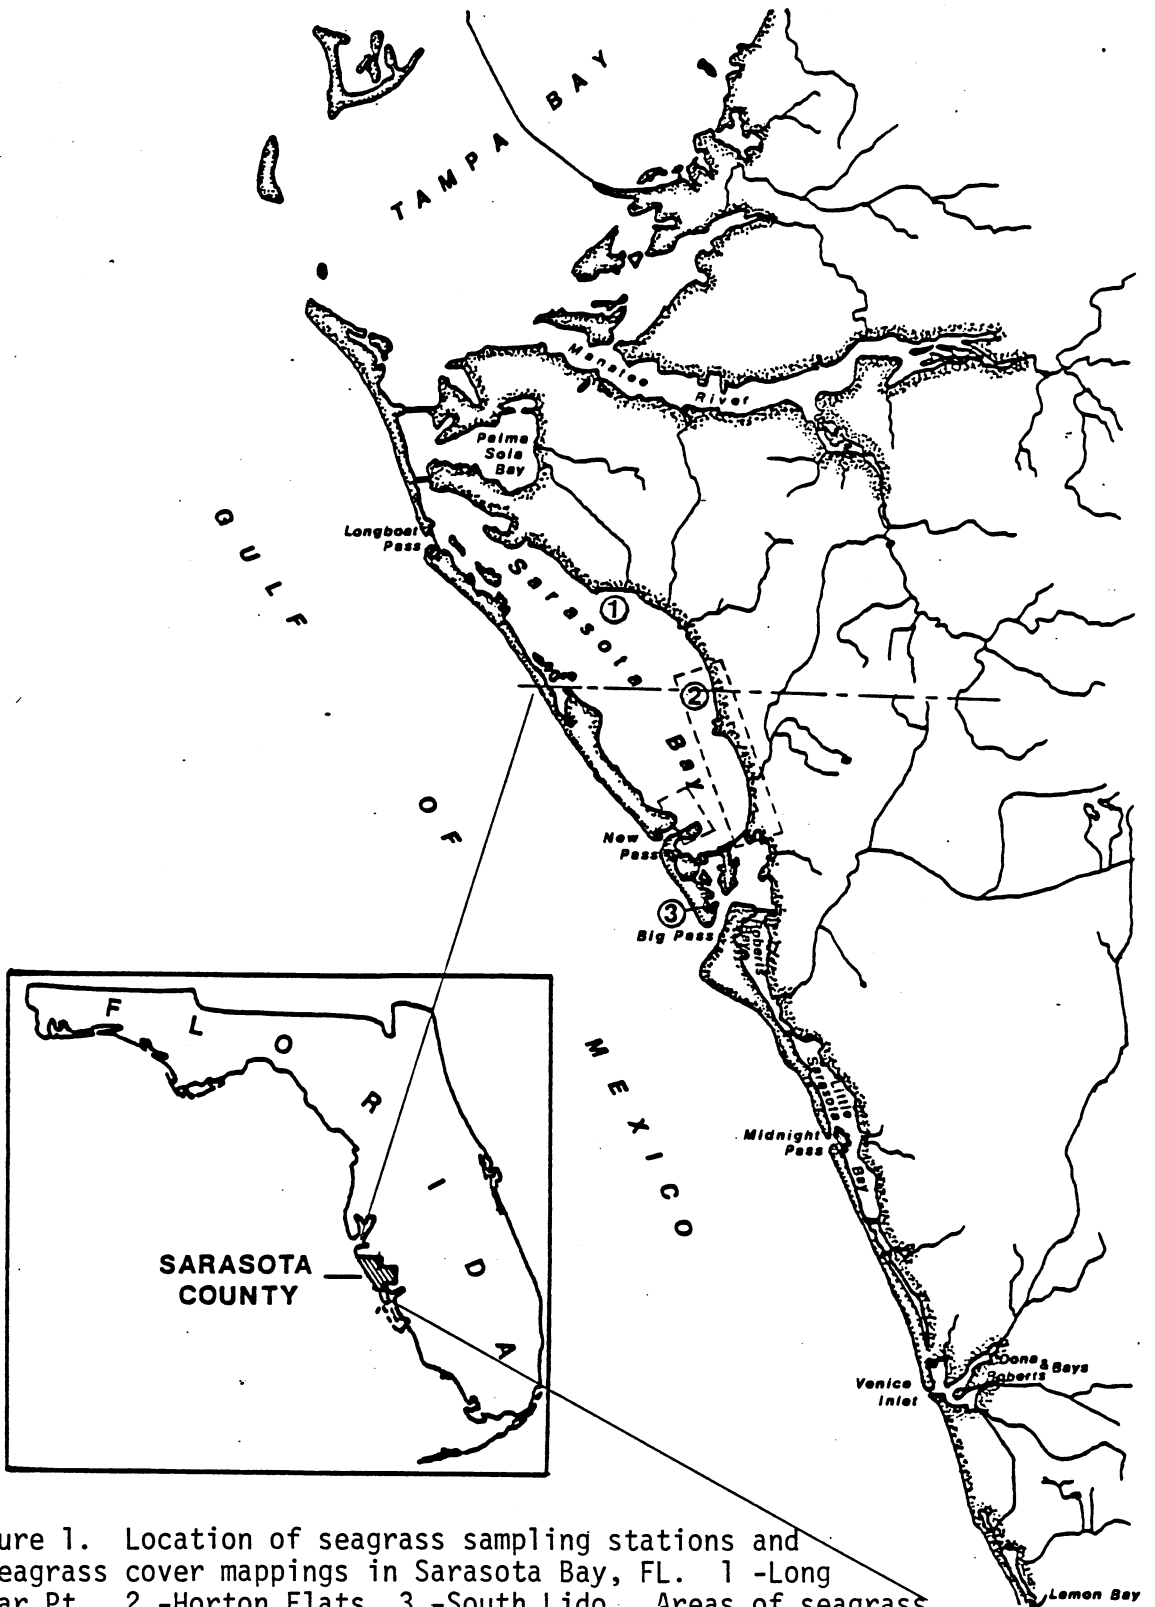 TAMPA BAY
Manatee River
Palma
Sola
Bay
Longboat
Pass
GULF OF MEXICO
Sarasota Bay
1
2
New
Pass
3
Big Pass
Roberts
Bay
Little
Sarasota
Bay
Midnight
Pass
FLORIDA
SARASOTA
COUNTY
Dona & Roberts Bays
Venice
Inlet
Lemon Bay
ure 1. Location of seagrass sampling stations and
eagrass cover mappings in Sarasota Bay, FL. 1 -Long
ar Pt. 2 -Horton Flats 3 -South Lido. Areas of seagrass